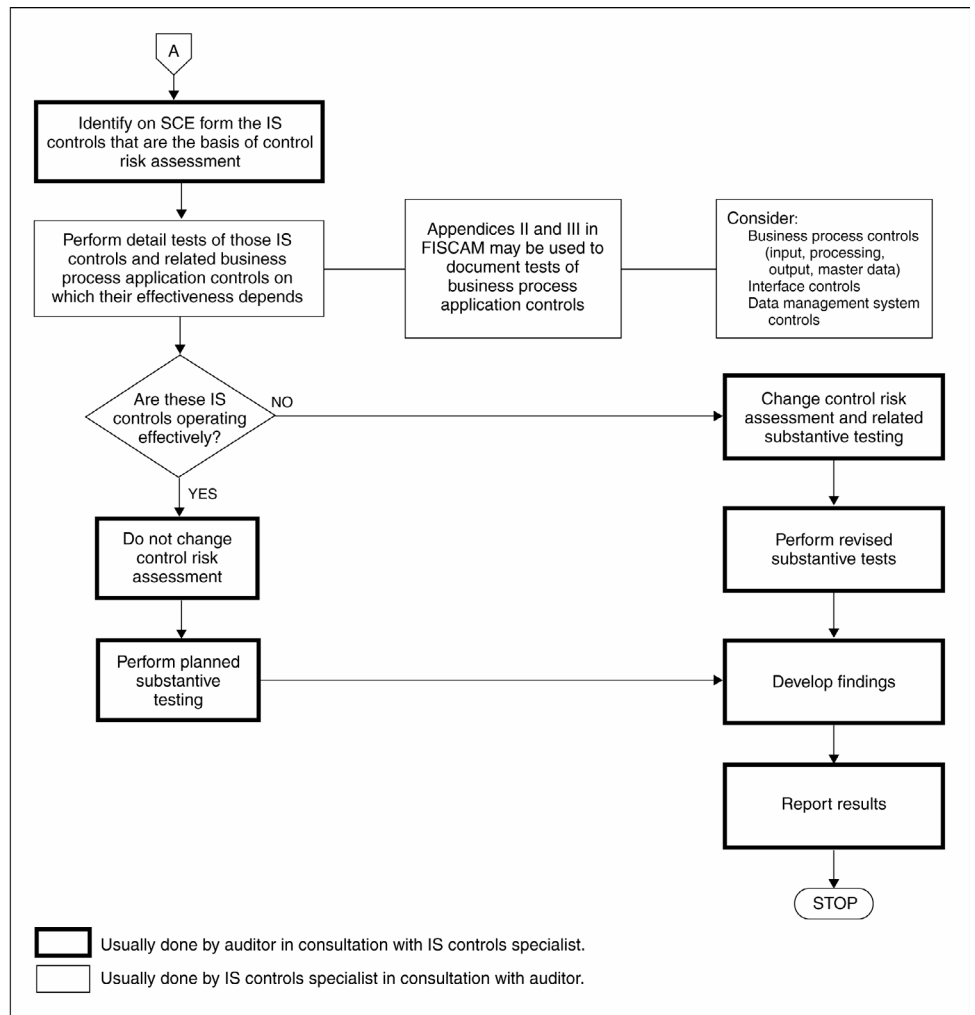 A
Identify on SCE form the IS
controls that are the basis of control
risk assessment
Perform detail tests of those IS
controls and related business
process application controls on
which their effectiveness depends
Appendices II and III in
FISCAM may be used to
document tests of
business process
application controls
Consider:
Business process controls
(input, processing,
output, master data)
Interface controls
Data management system
controls
Are these IS
controls operating
effectively?
NO
Change control risk
assessment and related
substantive testing
YES
Do not change
control risk
assessment
Perform revised
substantive tests
Perform planned
substantive
testing
Develop findings
Report results
STOP
Usually done by auditor in consultation with IS controls specialist.
Usually done by IS controls specialist in consultation with auditor.